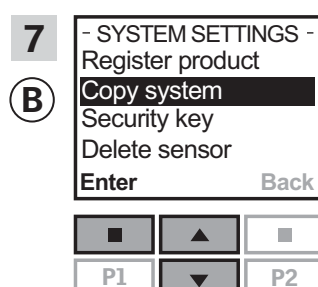 7
B
- SYSTEM SETTINGS -
Register product
Copy system
Security key
Delete sensor
Enter Back
P1 P2